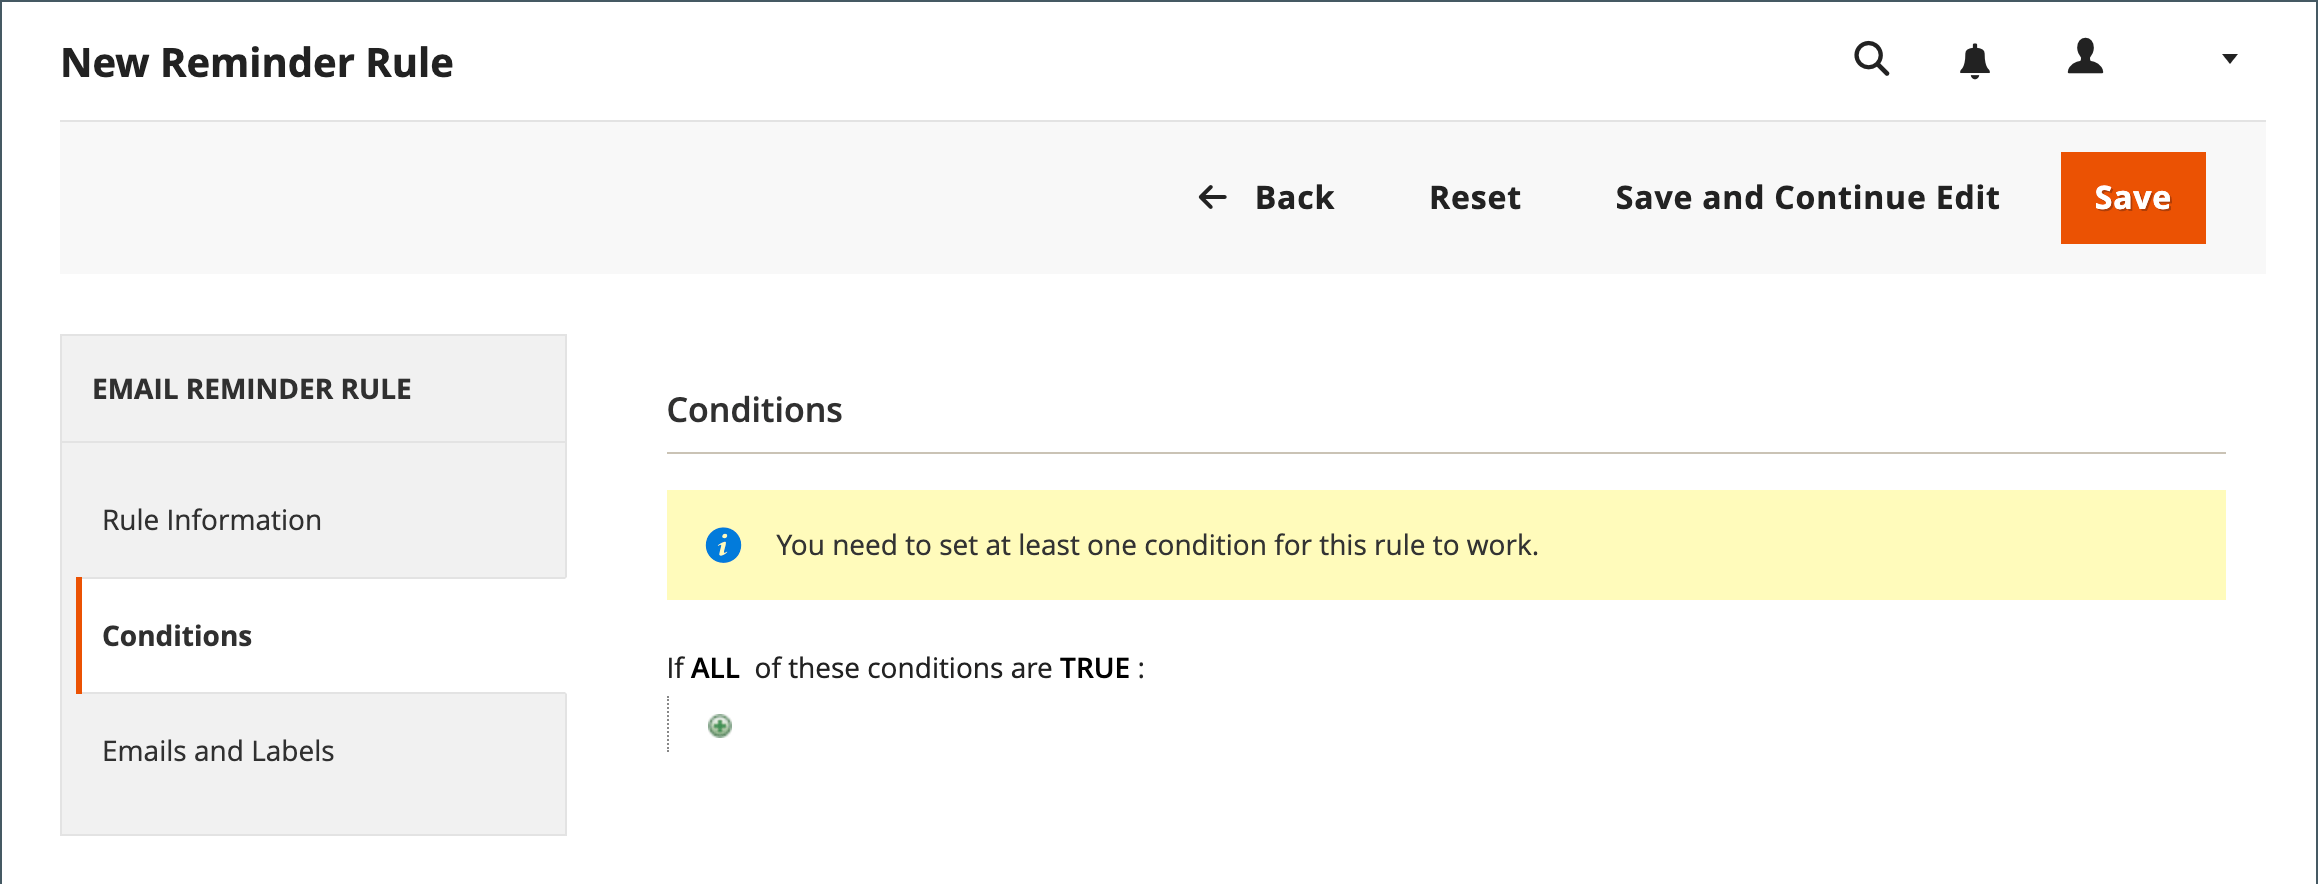 New Reminder Rule
Back
Reset
Save and Continue Edit
Save
EMAIL REMINDER RULE
Rule Information
Conditions
Emails and Labels
Conditions
You need to set at least one condition for this rule to work.
If ALL of these conditions are TRUE :